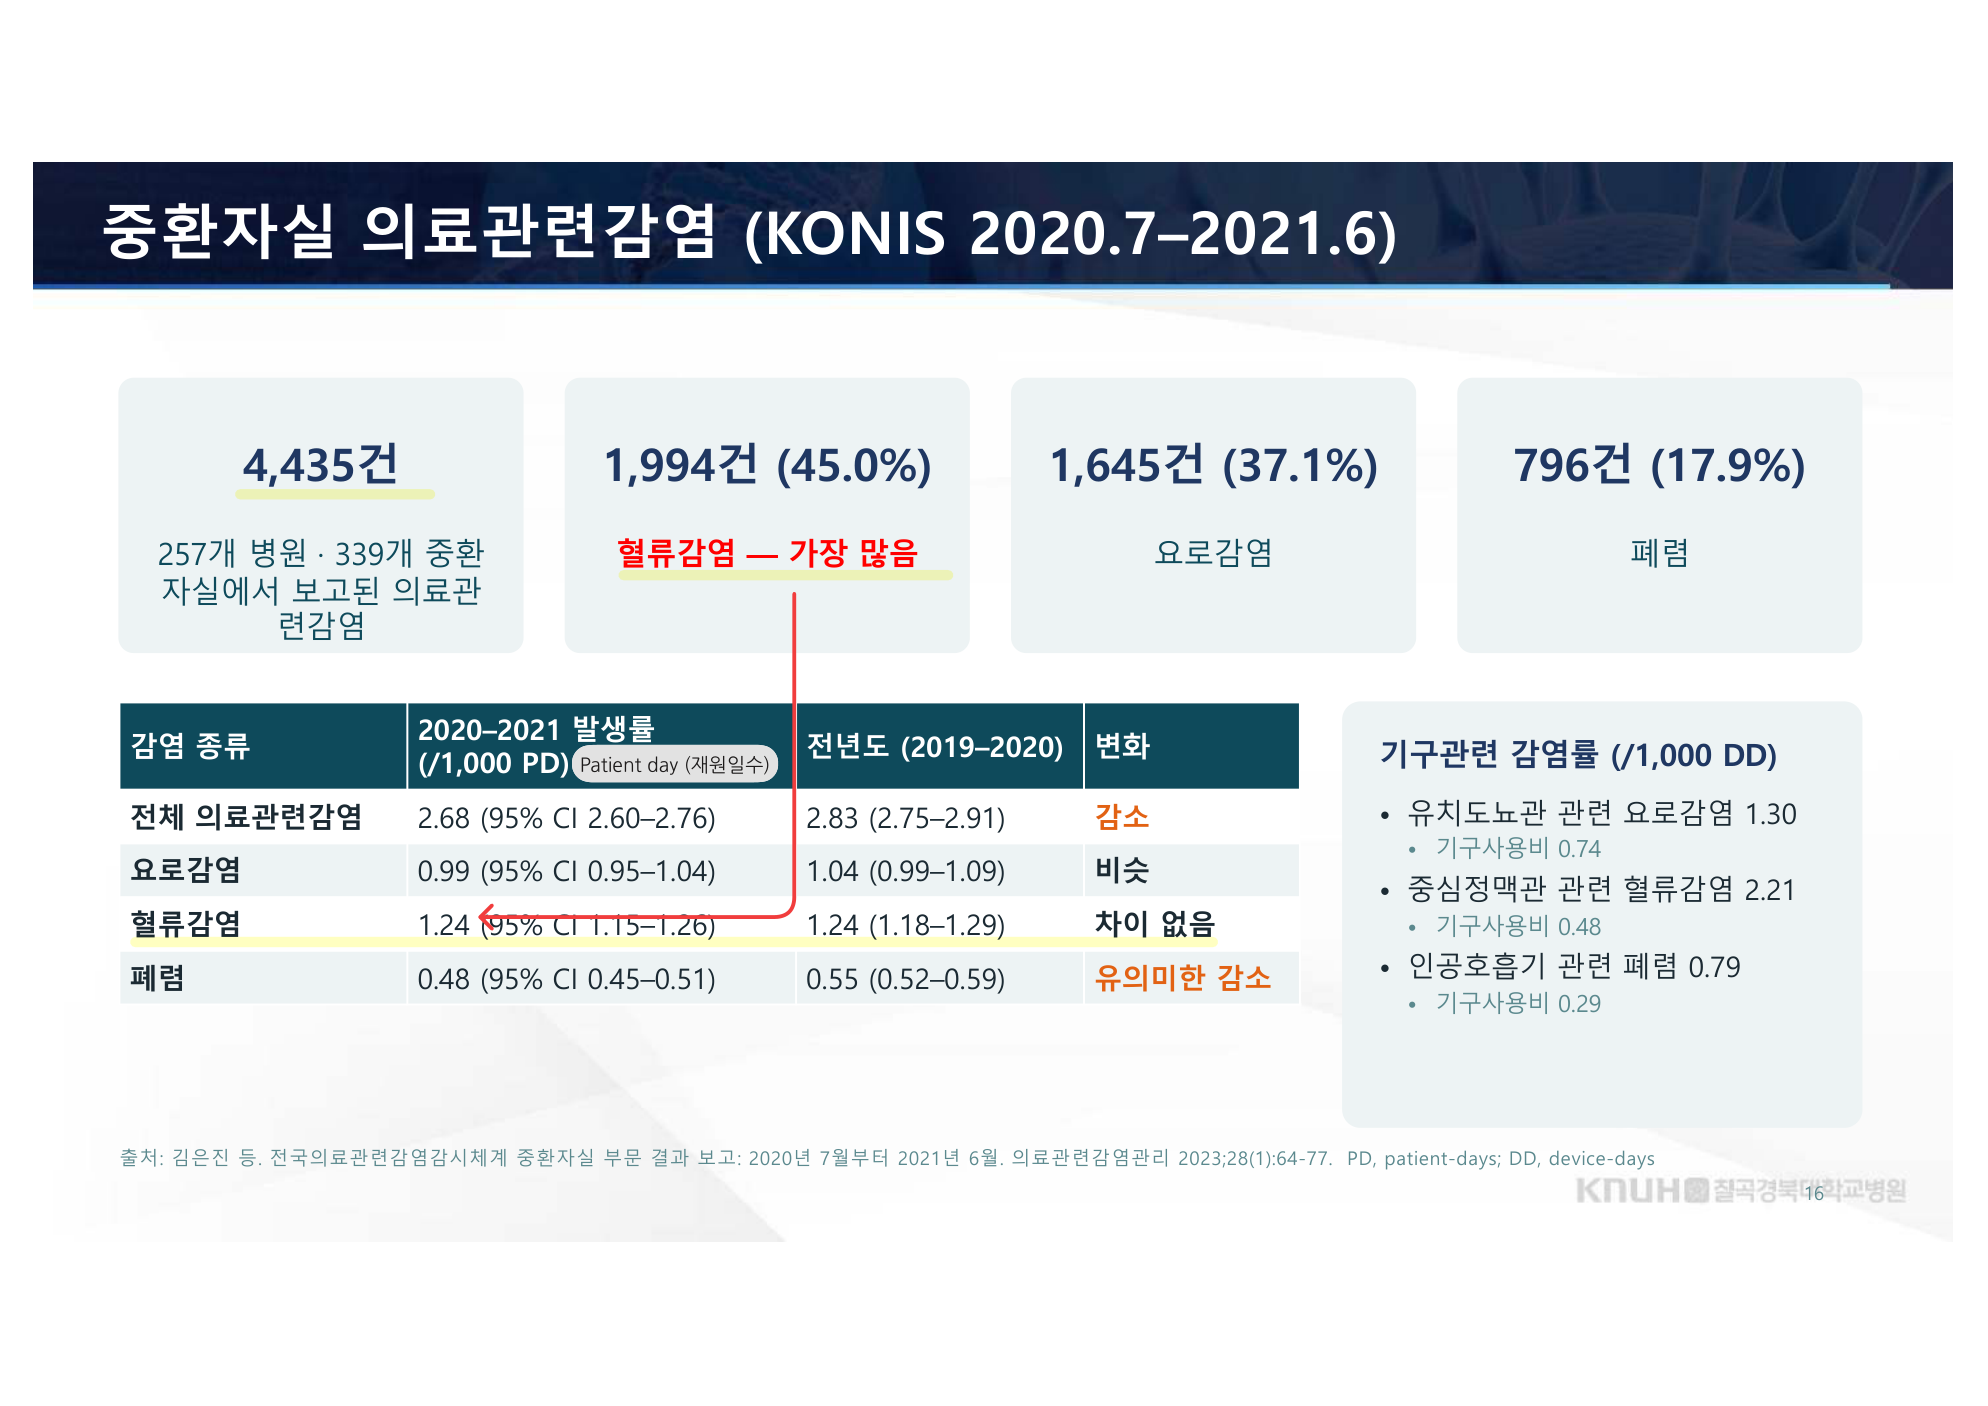 중환자실 의료관련감염 (KONIS 2020.7–2021.6)
4,435건
257개 병원 · 339개 중환
자실에서 보고된 의료관
련감염
1,994건 (45.0%)
혈류감염 — 가장 많음
1,645건 (37.1%)
요로감염
796건 (17.9%)
폐렴
감염 종류
2020–2021 발생률
(/1,000 PD) Patient day (재원일수)
전년도 (2019–2020)
변화
전체 의료관련감염 2.68 (95% CI 2.60–2.76) 2.83 (2.75–2.91) 감소
요로감염 0.99 (95% CI 0.95–1.04) 1.04 (0.99–1.09) 비슷
혈류감염 1.24 (95% CI 1.15–1.26) 1.24 (1.18–1.29) 차이 없음
폐렴 0.48 (95% CI 0.45–0.51) 0.55 (0.52–0.59) 유의미한 감소
기구관련 감염률 (/1,000 DD)
• 유치도뇨관 관련 요로감염 1.30
• 기구사용비 0.74
• 중심정맥관 관련 혈류감염 2.21
• 기구사용비 0.48
• 인공호흡기 관련 폐렴 0.79
• 기구사용비 0.29
출처: 김은진 등. 전국의료관련감염감시체계 중환자실 부문 결과 보고: 2020년 7월부터 2021년 6월. 의료관련감염관리 2023;28(1):64-77. PD, patient-days; DD, device-days
KNUH 칠곡경북대학교병원
16